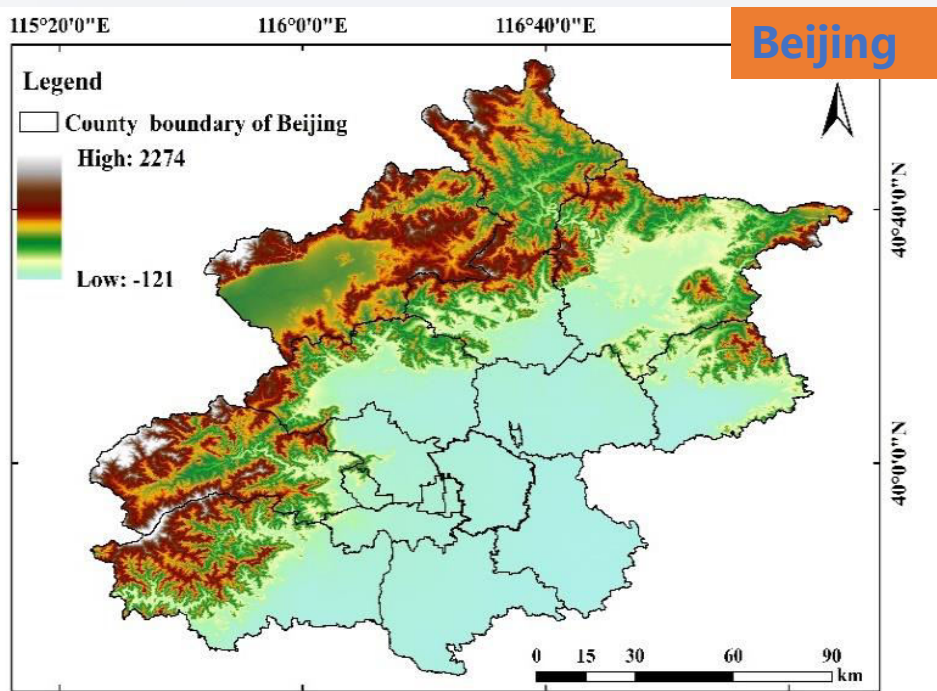 115°20'0"E 116°0'0"E 116°40'0"E
Beijing
Legend
County boundary of Beijing
High: 2274
Low: -121
40°40'0"N
40°0'0"N
0 15 30 60 90
km